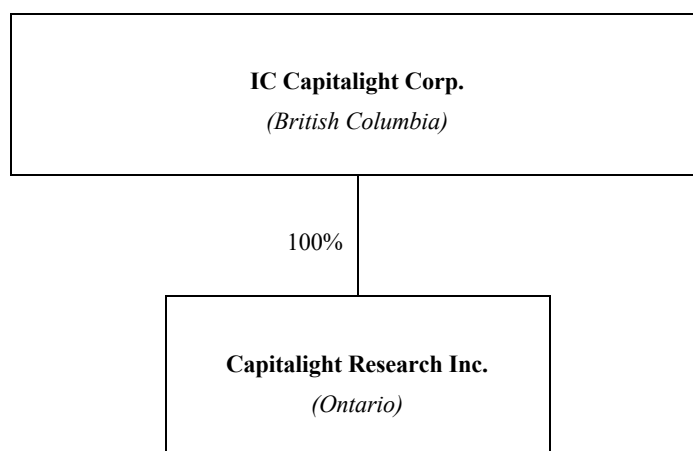 IC Capitalight Corp.
(British Columbia)
100%
Capitalight Research Inc.
(Ontario)